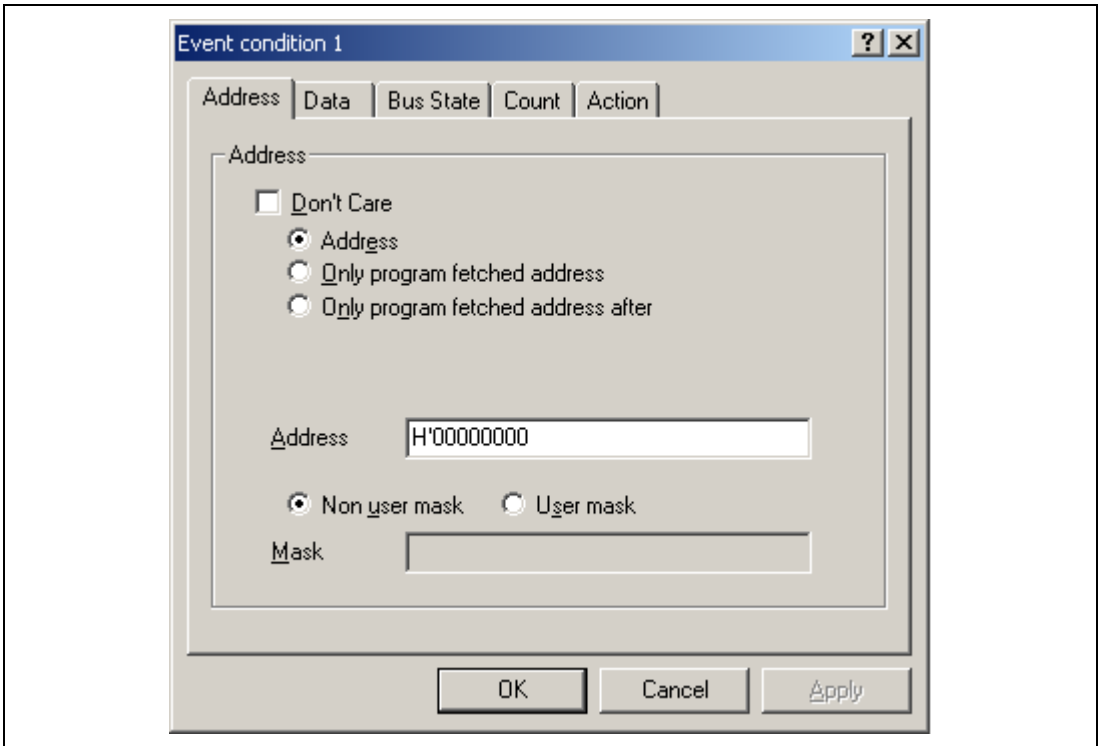 Event condition 1
Address Data Bus State Count Action
Address
Don't Care
Address
Only program fetched address
Only program fetched address after
Address H'00000000
Non user mask User mask
Mask
OK Cancel Apply